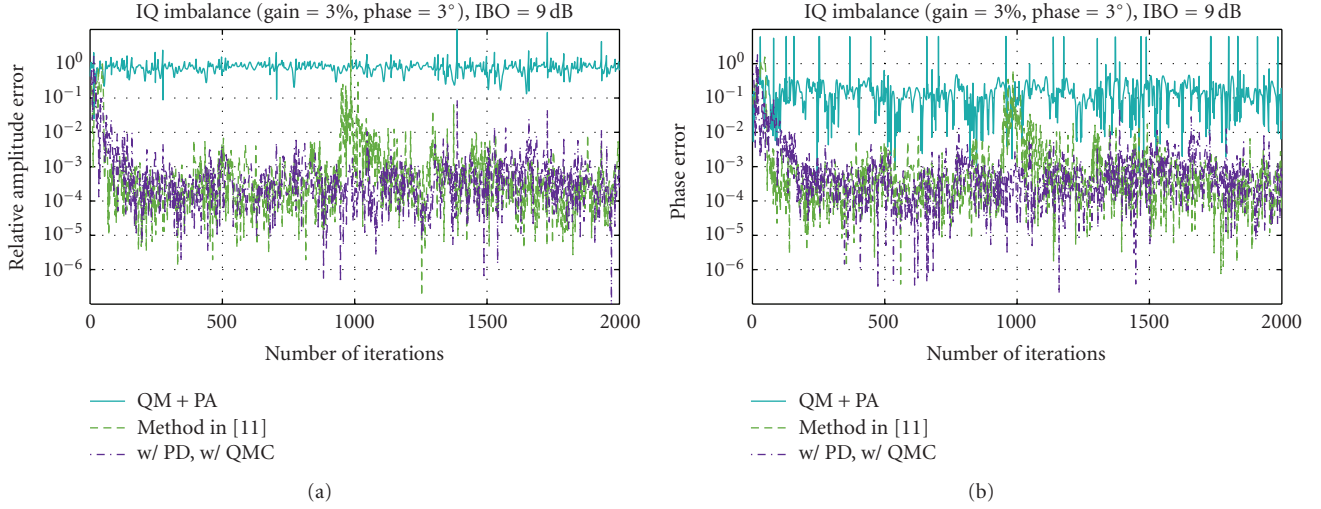 IQ imbalance (gain = 3%, phase = 3°), IBO = 9 dB
10⁰
10⁻¹
10⁻²
10⁻³
10⁻⁴
10⁻⁵
10⁻⁶
Relative amplitude error
0 500 1000 1500 2000
Number of iterations
QM + PA
Method in [11]
w/ PD, w/ QMC
(a)
IQ imbalance (gain = 3%, phase = 3°), IBO = 9 dB
10⁰
10⁻¹
10⁻²
10⁻³
10⁻⁴
10⁻⁵
10⁻⁶
Phase error
0 500 1000 1500 2000
Number of iterations
QM + PA
Method in [11]
w/ PD, w/ QMC
(b)